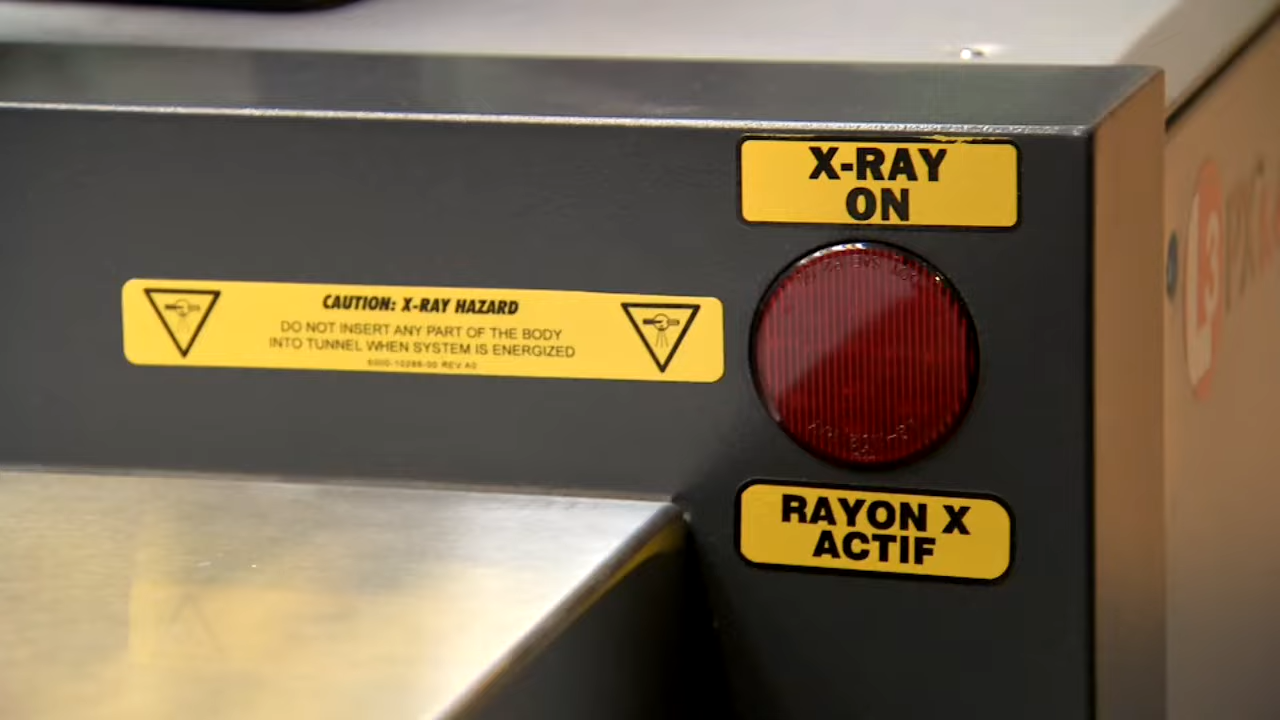 X-RAY
ON
CAUTION: X-RAY HAZARD
DO NOT INSERT ANY PART OF THE BODY
INTO TUNNEL WHEN SYSTEM IS ENERGIZED
RAYON X
ACTIF
L3